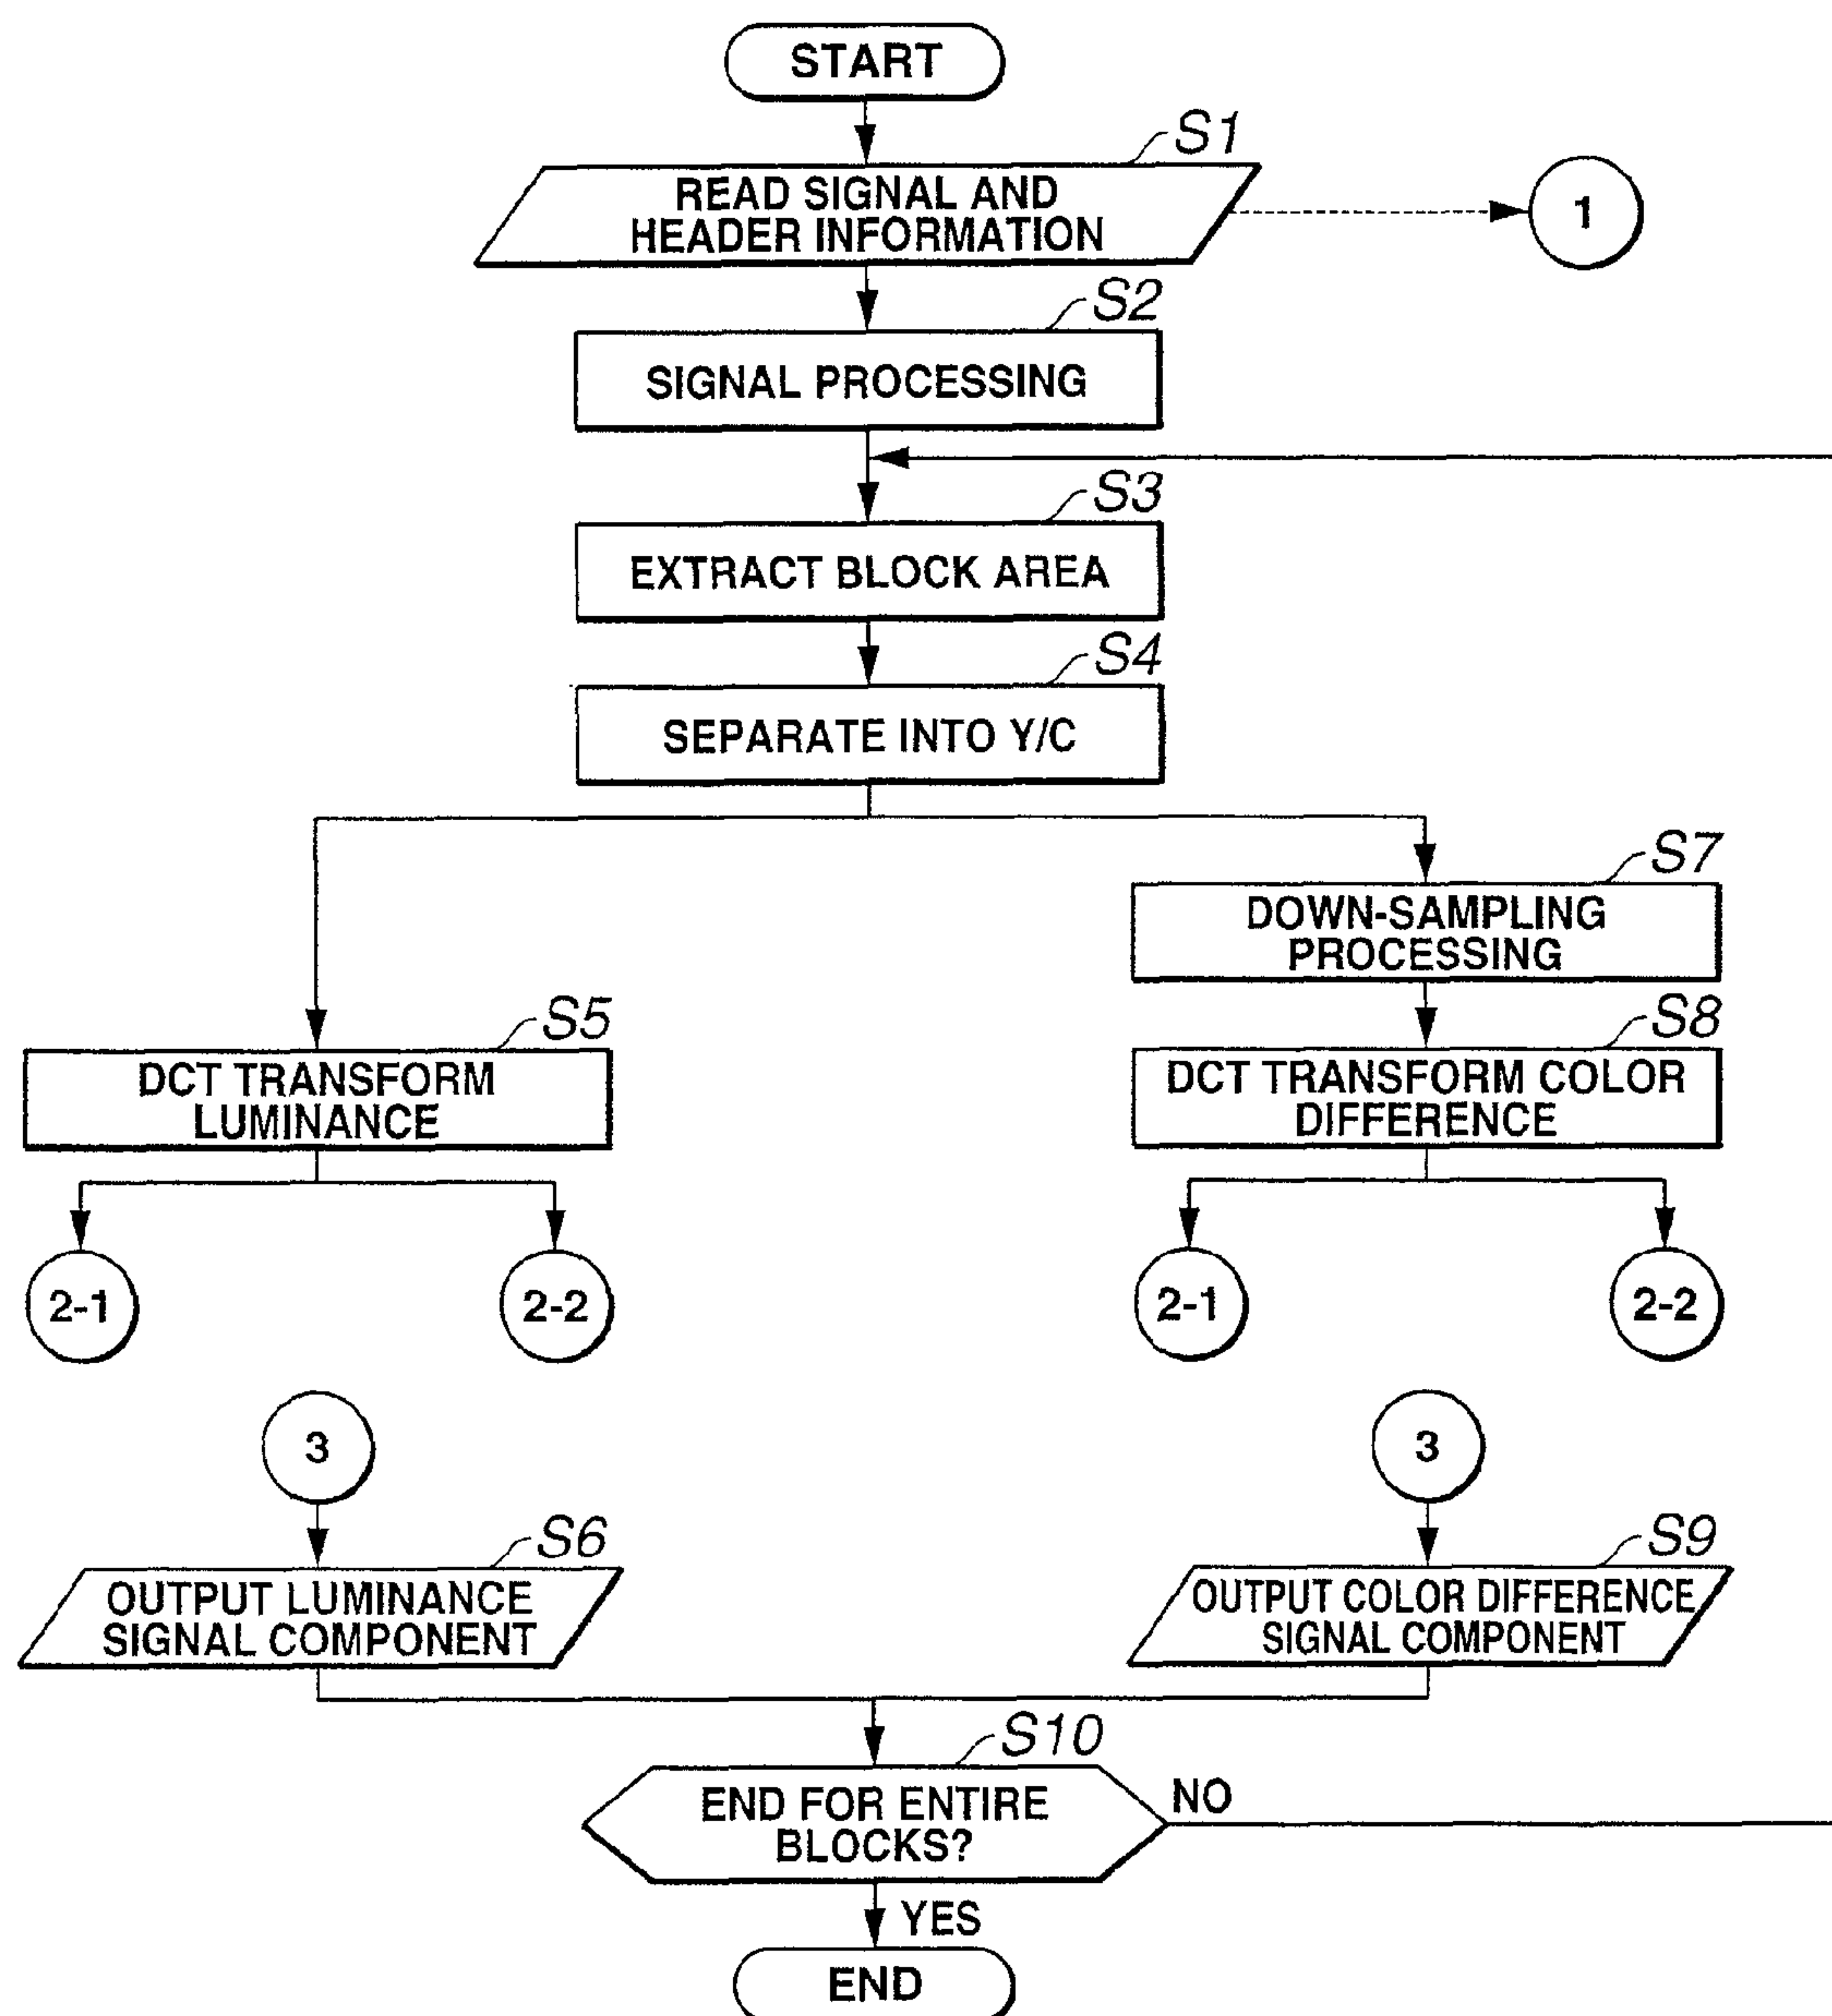 START
S1
READ SIGNAL AND
HEADER INFORMATION
1
S2
SIGNAL PROCESSING
S3
EXTRACT BLOCK AREA
S4
SEPARATE INTO Y/C
S7
DOWN-SAMPLING
PROCESSING
S5
DCT TRANSFORM
LUMINANCE
S8
DCT TRANSFORM COLOR
DIFFERENCE
2-1
2-2
2-1
2-2
3
3
S6
OUTPUT LUMINANCE
SIGNAL COMPONENT
S9
OUTPUT COLOR DIFFERENCE
SIGNAL COMPONENT
S10
END FOR ENTIRE
BLOCKS?
NO
YES
END